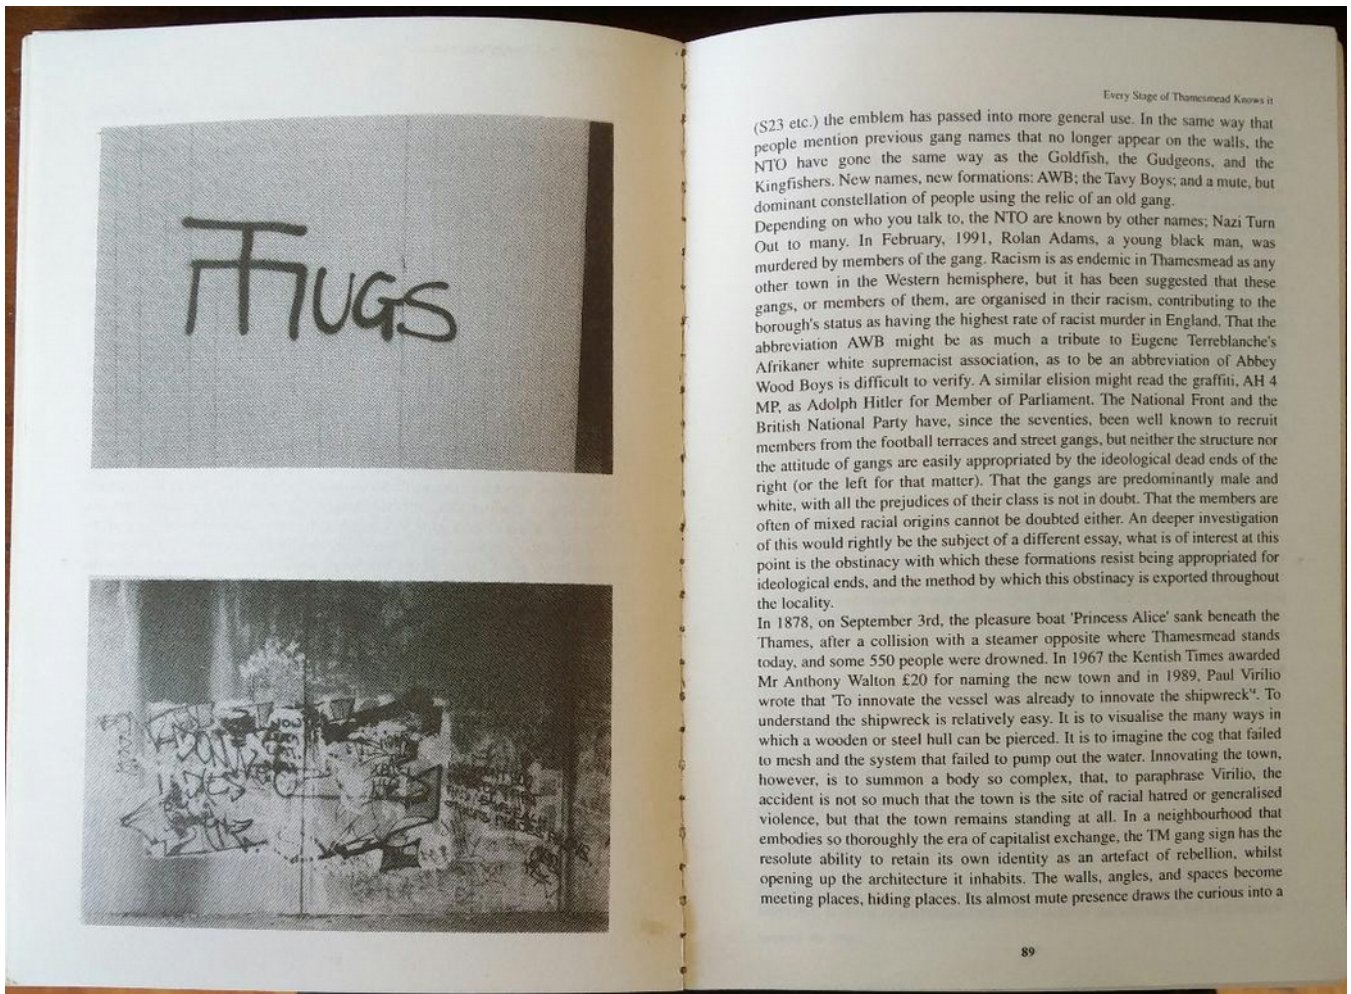 THUGS
Every Stage of Thamesmead Knows it
(S23 etc.) the emblem has passed into more general use. In the same way that
people mention previous gang names that no longer appear on the walls, the
NTO have gone the same way as the Goldfish, the Gudgeons, and the
Kingfishers. New names, new formations: AWB; the Tavy Boys; and a mute, but
dominant constellation of people using the relic of an old gang.
Depending on who you talk to, the NTO are known by other names; Nazi Turn
Out to many. In February, 1991, Rolan Adams, a young black man, was
murdered by members of the gang. Racism is as endemic in Thamesmead as any
other town in the Western hemisphere, but it has been suggested that these
gangs, or members of them, are organised in their racism, contributing to the
borough's status as having the highest rate of racist murder in England. That the
abbreviation AWB might be as much a tribute to Eugene Terreblanche's
Afrikaner white supremacist association, as to be an abbreviation of Abbey
Wood Boys is difficult to verify. A similar elision might read the graffiti, AH 4
MP, as Adolph Hitler for Member of Parliament. The National Front and the
British National Party have, since the seventies, been well known to recruit
members from the football terraces and street gangs, but neither the structure nor
the attitude of gangs are easily appropriated by the ideological dead ends of the
right (or the left for that matter). That the gangs are predominantly male and
white, with all the prejudices of their class is not in doubt. That the members are
often of mixed racial origins cannot be doubted either. An deeper investigation
of this would rightly be the subject of a different essay, what is of interest at this
point is the obstinacy with which these formations resist being appropriated for
ideological ends, and the method by which this obstinacy is exported throughout
the locality.
In 1878, on September 3rd, the pleasure boat 'Princess Alice' sank beneath the
Thames, after a collision with a steamer opposite where Thamesmead stands
today, and some 550 people were drowned. In 1967 the Kentish Times awarded
Mr Anthony Walton £20 for naming the new town and in 1989, Paul Virilio
wrote that 'To innovate the vessel was already to innovate the shipwreck'⁴. To
understand the shipwreck is relatively easy. It is to visualise the many ways in
which a wooden or steel hull can be pierced. It is to imagine the cog that failed
to mesh and the system that failed to pump out the water. Innovating the town,
however, is to summon a body so complex, that, to paraphrase Virilio, the
accident is not so much that the town is the site of racial hatred or generalised
violence, but that the town remains standing at all. In a neighbourhood that
embodies so thoroughly the era of capitalist exchange, the TM gang sign has the
resolute ability to retain its own identity as an artefact of rebellion, whilst
opening up the architecture it inhabits. The walls, angles, and spaces become
meeting places, hiding places. Its almost mute presence draws the curious into a
89